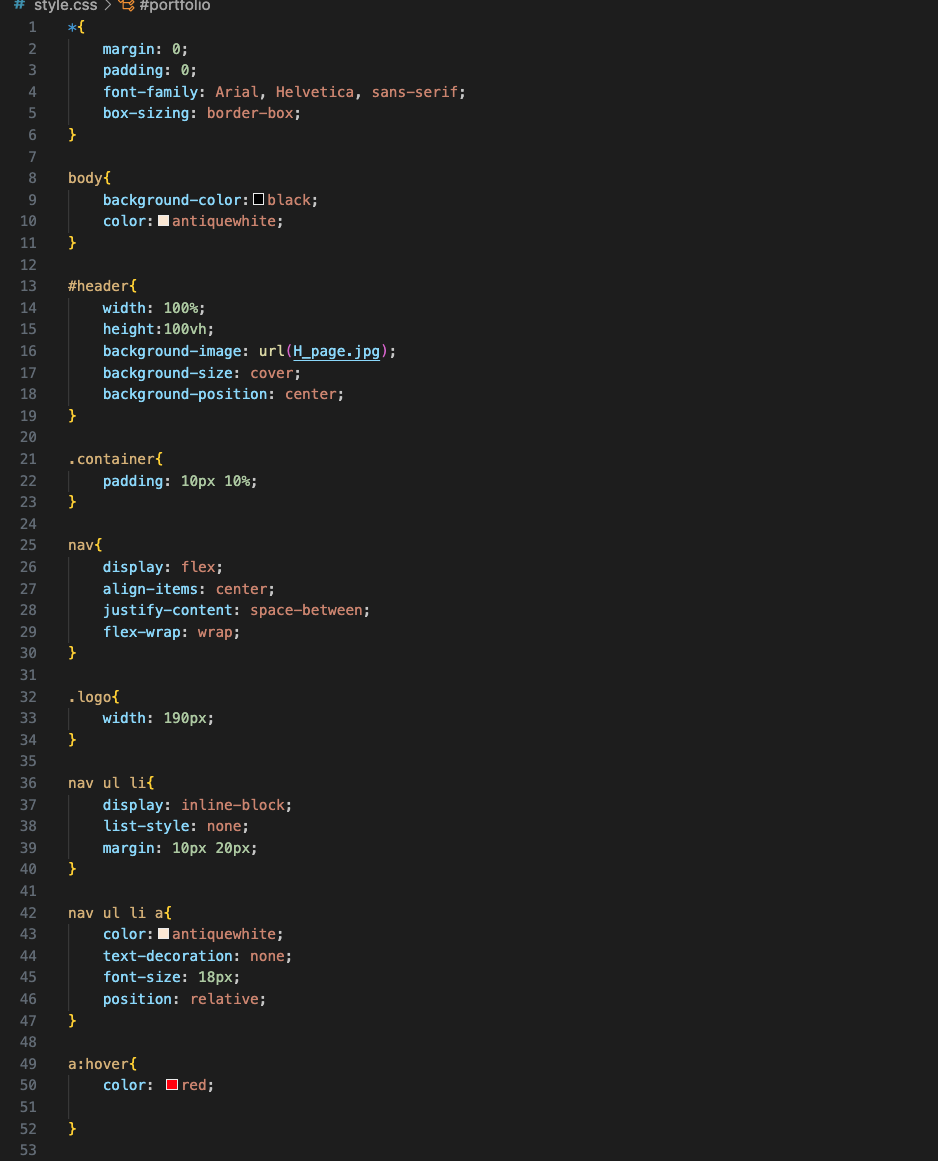 # style.css > #portfolio
1 *{
2 margin: 0;
3 padding: 0;
4 font-family: Arial, Helvetica, sans-serif;
5 box-sizing: border-box;
6 }
7
8 body{
9 background-color: black;
10 color: antiquewhite;
11 }
12
13 #header{
14 width: 100%;
15 height:100vh;
16 background-image: url(H_page.jpg);
17 background-size: cover;
18 background-position: center;
19 }
20
21 .container{
22 padding: 10px 10%;
23 }
24
25 nav{
26 display: flex;
27 align-items: center;
28 justify-content: space-between;
29 flex-wrap: wrap;
30 }
31
32 .logo{
33 width: 190px;
34 }
35
36 nav ul li{
37 display: inline-block;
38 list-style: none;
39 margin: 10px 20px;
40 }
41
42 nav ul li a{
43 color: antiquewhite;
44 text-decoration: none;
45 font-size: 18px;
46 position: relative;
47 }
48
49 a:hover{
50 color: red;
51
52 }
53